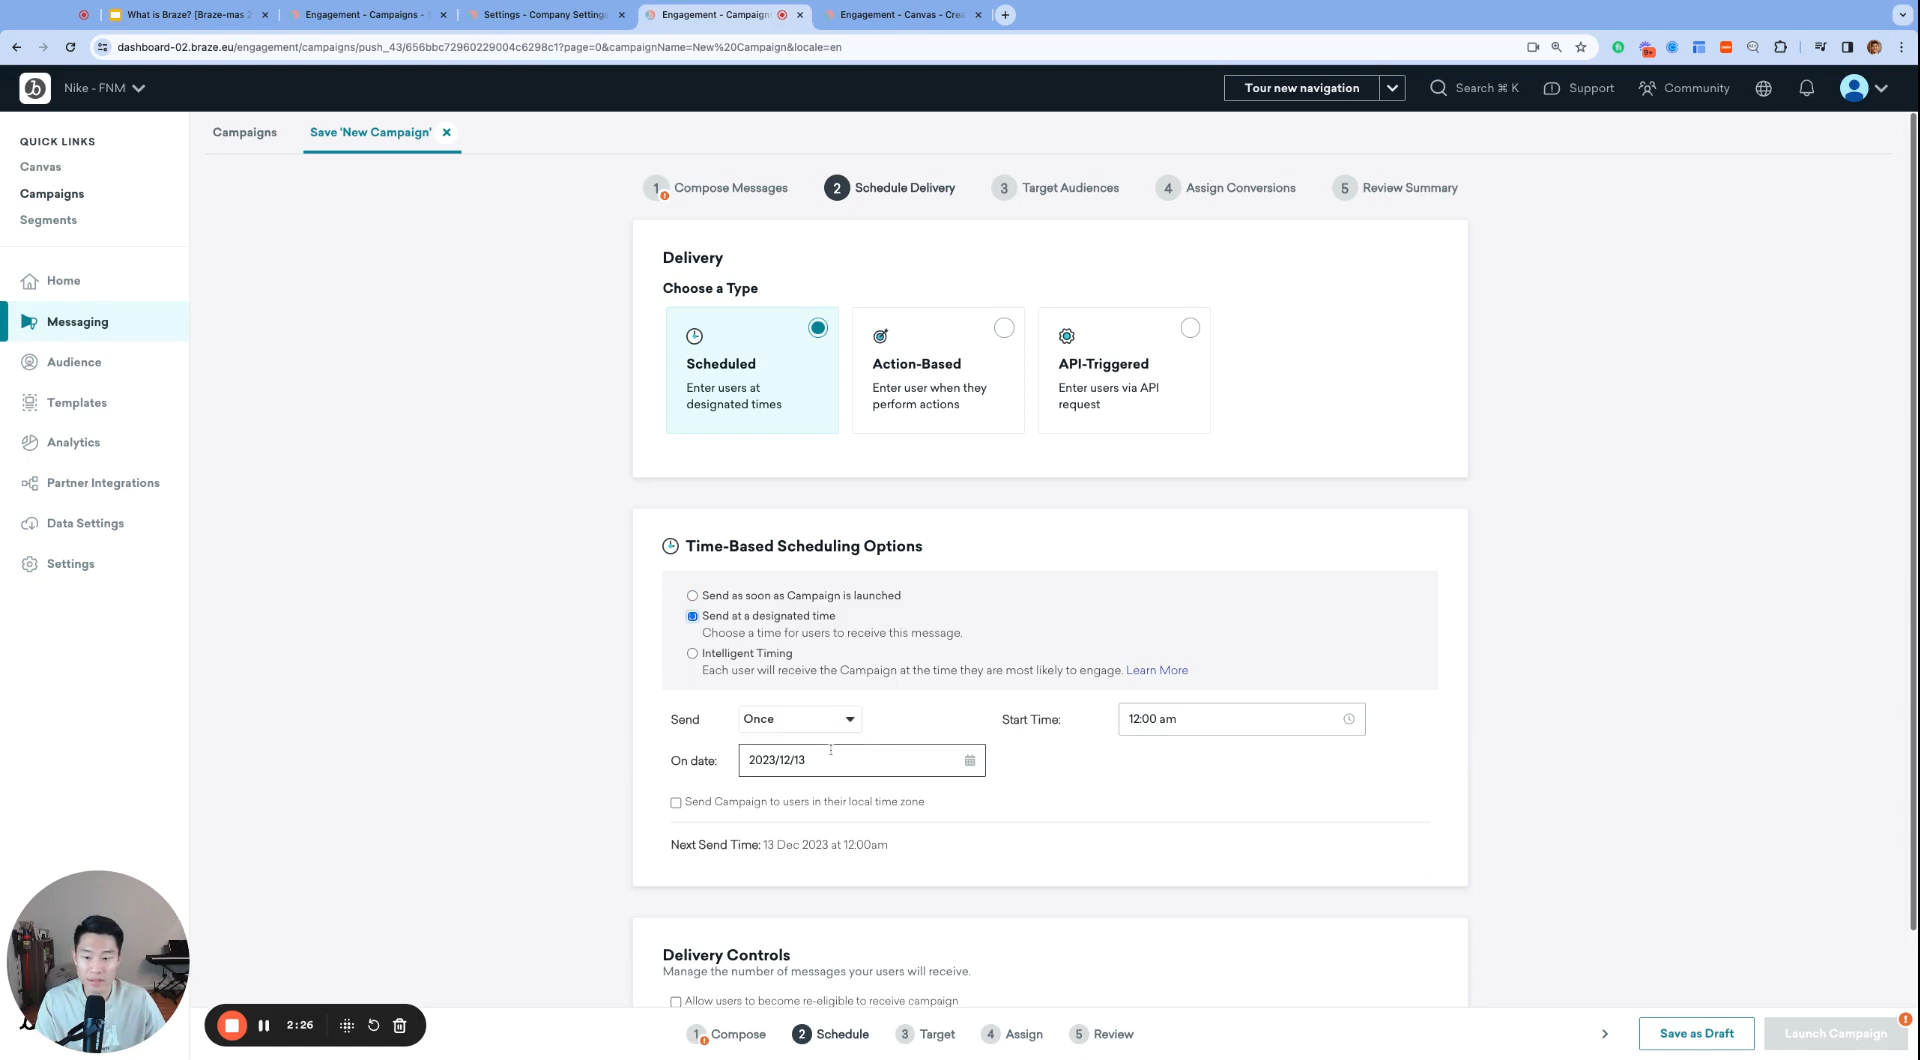 What is Braze? [Braze-mas 2
Engagement - Campaigns - S
Settings - Company Settings
Engagement - Campaign
Engagement - Canvas - Crea
dashboard-02.braze.eu/engagement/campaigns/push_43/656bbc72960229004c6298c1?page=0&campaignName=New%20Campaign&locale=en
9+
Nike - FNM
Tour new navigation
Search ⌘ K
Support
Community
QUICK LINKS
Canvas
Campaigns
Segments
Home
Messaging
Audience
Templates
Analytics
Partner Integrations
Data Settings
Settings
Campaigns
Save 'New Campaign'
1 Compose Messages
2 Schedule Delivery
3 Target Audiences
4 Assign Conversions
5 Review Summary
Delivery
Choose a Type
Scheduled
Enter users at
designated times
Action-Based
Enter user when they
perform actions
API-Triggered
Enter users via API
request
Time-Based Scheduling Options
Send as soon as Campaign is launched
Send at a designated time
Choose a time for users to receive this message.
Intelligent Timing
Each user will receive the Campaign at the time they are most likely to engage. Learn More
Send Once
Start Time: 12:00 am
On date: 2023/12/13
Send Campaign to users in their local time zone
Next Send Time: 13 Dec 2023 at 12:00am
Delivery Controls
Manage the number of messages your users will receive.
Allow users to become re-eligible to receive campaign
2:26
1 Compose
2 Schedule
3 Target
4 Assign
5 Review
Save as Draft
Launch Campaign